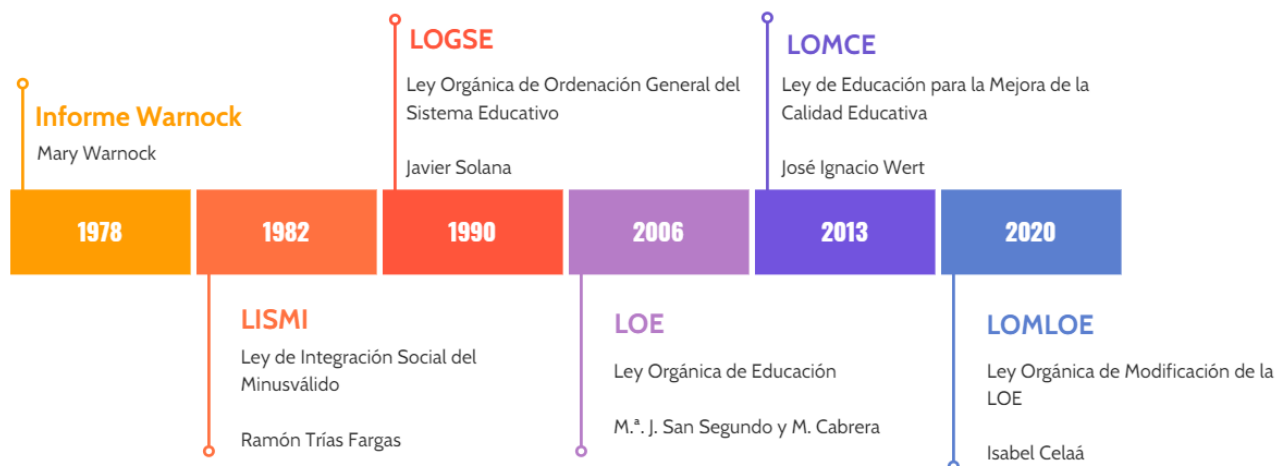 Informe Warnock
Mary Warnock
LOGSE
Ley Orgánica de Ordenación General del
Sistema Educativo
Javier Solana
LOMCE
Ley de Educación para la Mejora de la
Calidad Educativa
José Ignacio Wert
1978
1982
1990
2006
2013
2020
LISMI
Ley de Integración Social del
Minusválido
Ramón Trías Fargas
LOE
Ley Orgánica de Educación
M.ª. J. San Segundo y M. Cabrera
LOMLOE
Ley Orgánica de Modificación de la
LOE
Isabel Celaá